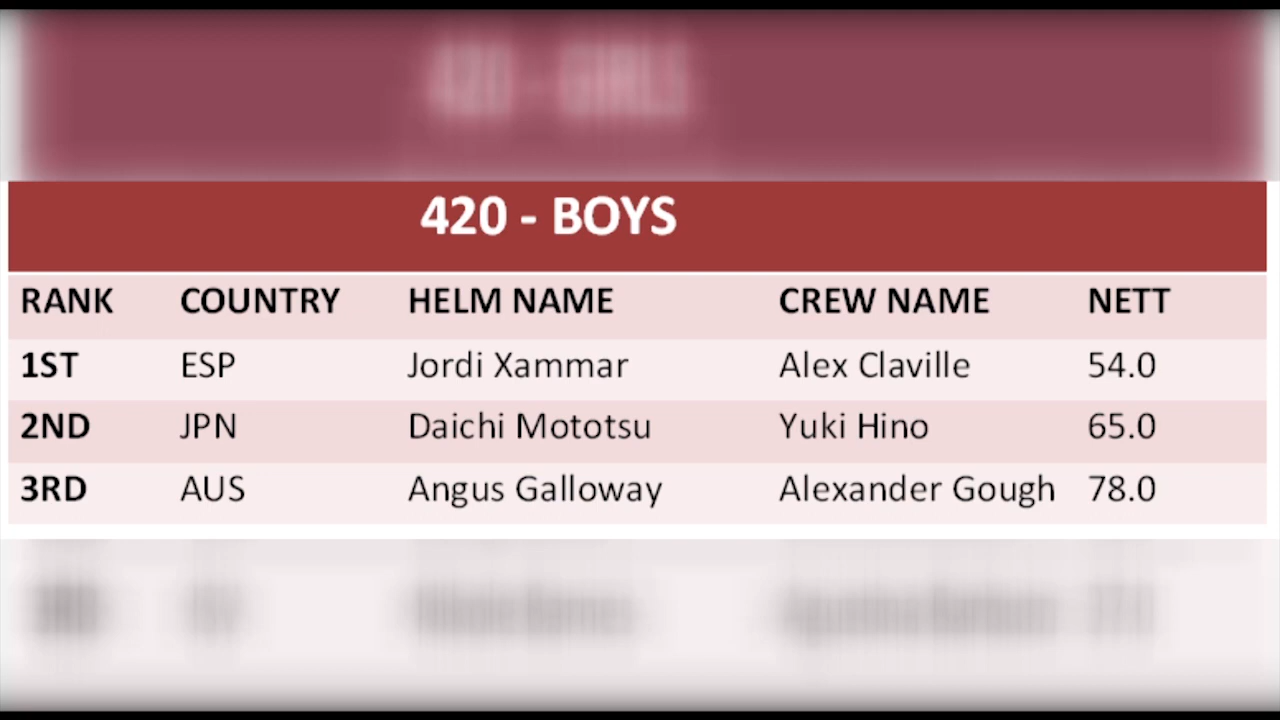 420 - BOYS
RANK COUNTRY HELM NAME CREW NAME NETT
1ST ESP Jordi Xammar Alex Claville 54.0
2ND JPN Daichi Mototsu Yuki Hino 65.0
3RD AUS Angus Galloway Alexander Gough 78.0